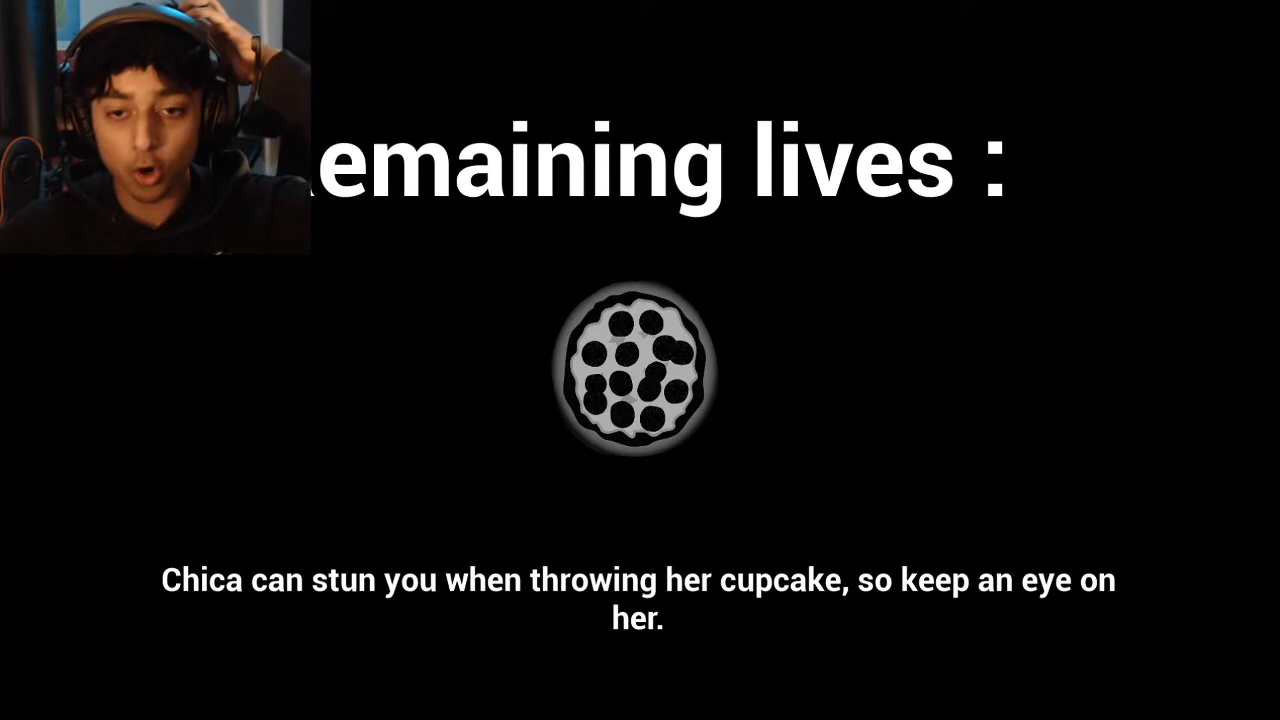 emaining lives :
Chica can stun you when throwing her cupcake, so keep an eye on
her.